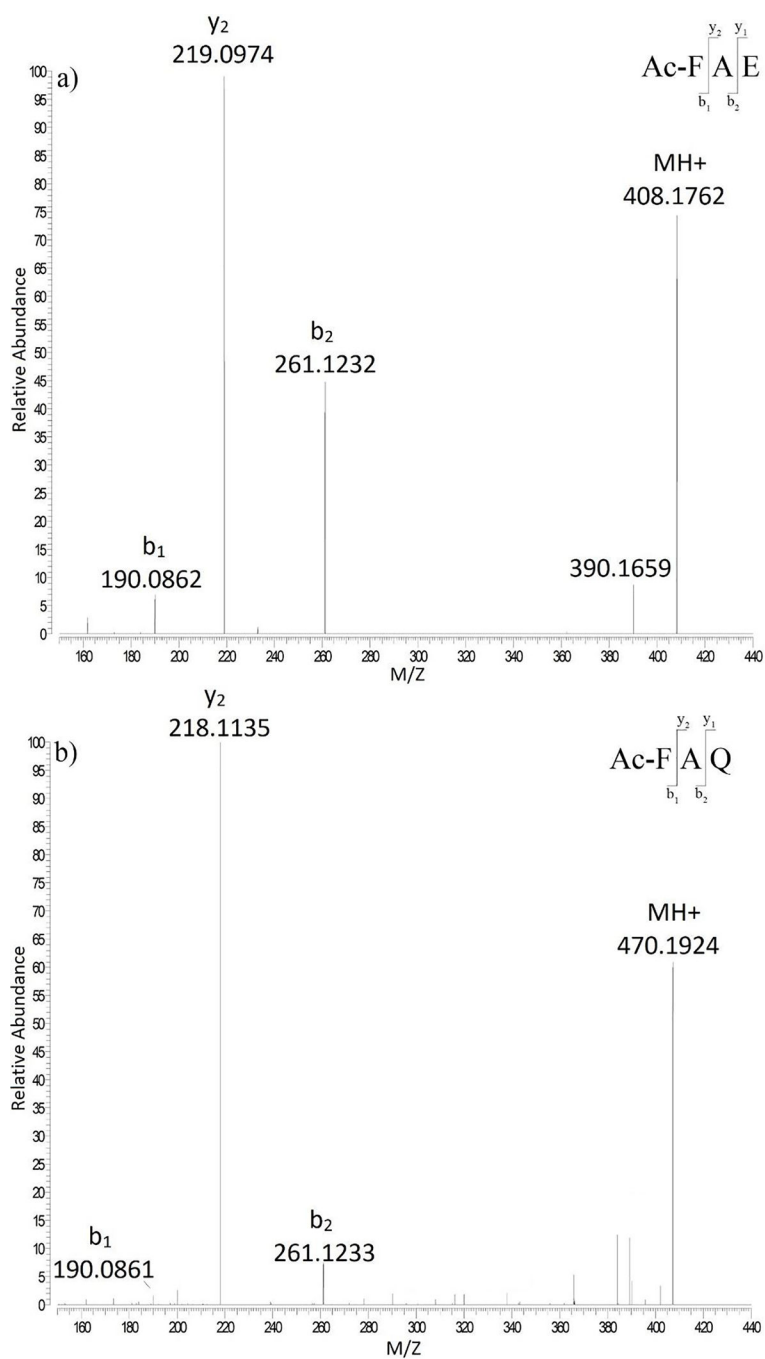 y₂
219.0974
a)
y₂ y₁
Ac-F A E
b₁ b₂
MH+
408.1762
b₂
261.1232
b₁
190.0862
390.1659
100
95
90
85
80
75
70
65
60
55
50
45
40
35
30
25
20
15
10
5
0
Relative Abundance
160 180 200 220 240 260 280 300 320 340 360 380 400 420 440
M/Z
y₂
218.1135
b)
y₂ y₁
Ac-F A Q
b₁ b₂
MH+
470.1924
b₂
261.1233
b₁
190.0861
100
95
90
85
80
75
70
65
60
55
50
45
40
35
30
25
20
15
10
5
0
Relative Abundance
160 180 200 220 240 260 280 300 320 340 360 380 400 420 440
M/Z